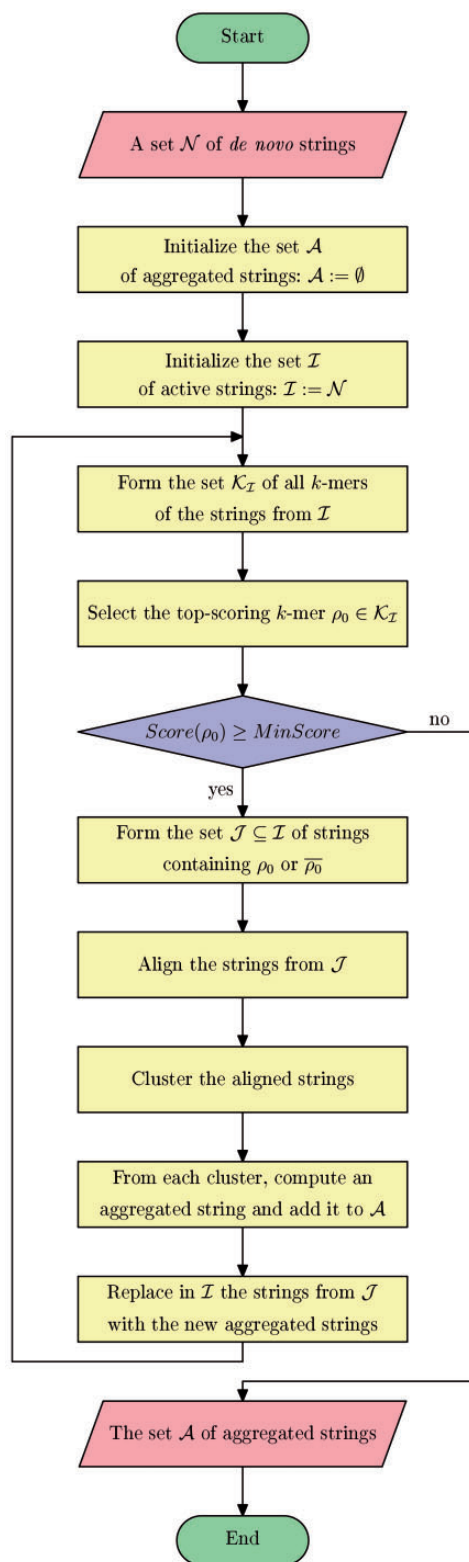 Start
A set 𝒩 of de novo strings
Initialize the set 𝒜
of aggregated strings: 𝒜 := ∅
Initialize the set ℐ
of active strings: ℐ := 𝒩
Form the set 𝒦_ℐ of all k-mers
of the strings from ℐ
Select the top-scoring k-mer ρ₀ ∈ 𝒦_ℐ
Score(ρ₀) ≥ MinScore
no
yes
Form the set 𝒥 ⊆ ℐ of strings
containing ρ₀ or ρ̅₀
Align the strings from 𝒥
Cluster the aligned strings
From each cluster, compute an
aggregated string and add it to 𝒜
Replace in ℐ the strings from 𝒥
with the new aggregated strings
The set 𝒜 of aggregated strings
End